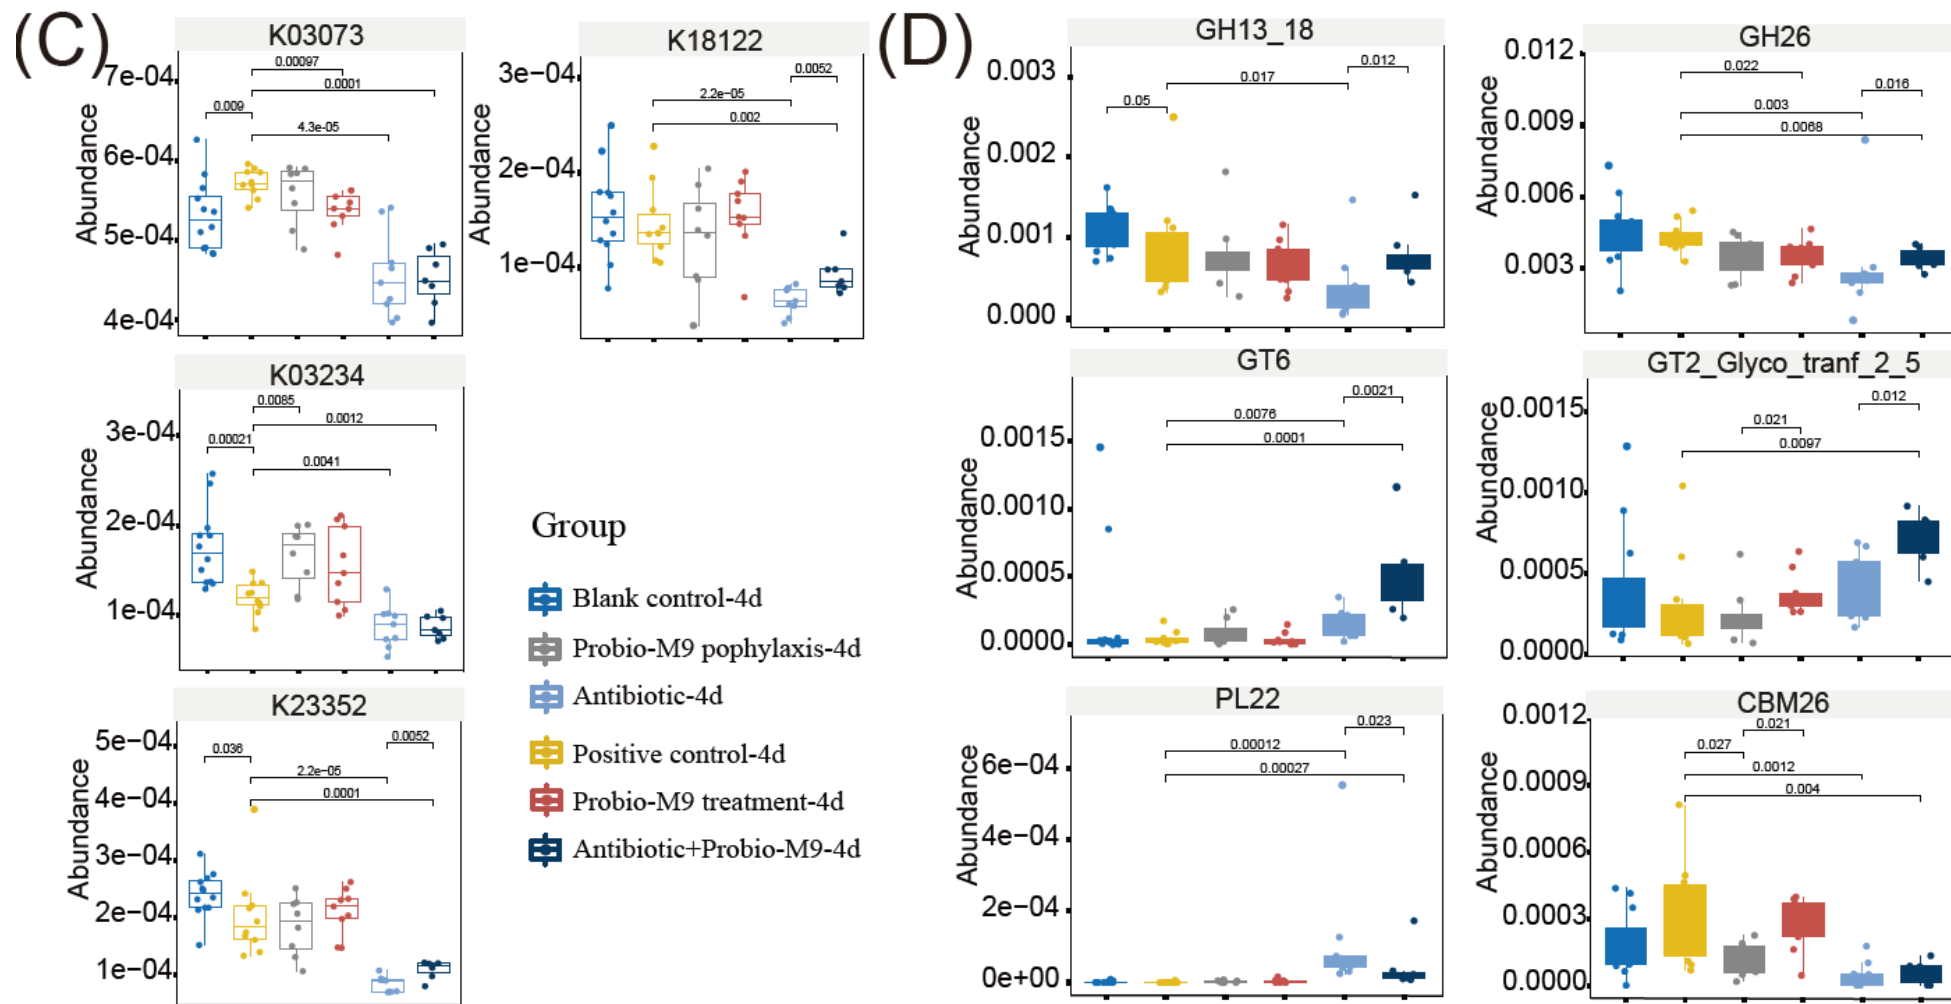 (C)
K03073
Abundance
7e-04
6e-04
5e-04
4e-04
0.00097
0.0001
0.009
4.3e-05
K18122
Abundance
3e-04
2e-04
1e-04
0.0052
2.2e-05
0.002
K03234
Abundance
3e-04
2e-04
1e-04
0.0085
0.0012
0.00021
0.0041
K23352
Abundance
5e-04
4e-04
3e-04
2e-04
1e-04
0.0052
0.036
2.2e-05
0.0001
Group
Blank control-4d
Probio-M9 pophylaxis-4d
Antibiotic-4d
Positive control-4d
Probio-M9 treatment-4d
Antibiotic+Probio-M9-4d
(D)
GH13_18
Abundance
0.003
0.002
0.001
0.000
0.012
0.017
0.05
GH26
Abundance
0.012
0.009
0.006
0.003
0.022
0.016
0.003
0.0068
GT6
Abundance
0.0015
0.0010
0.0005
0.0000
0.0021
0.0076
0.0001
GT2_Glyco_tranf_2_5
Abundance
0.0015
0.0010
0.0005
0.0000
0.012
0.021
0.0097
PL22
Abundance
6e-04
4e-04
2e-04
0e+00
0.023
0.00012
0.00027
CBM26
Abundance
0.0012
0.0009
0.0006
0.0003
0.0000
0.021
0.027
0.0012
0.004